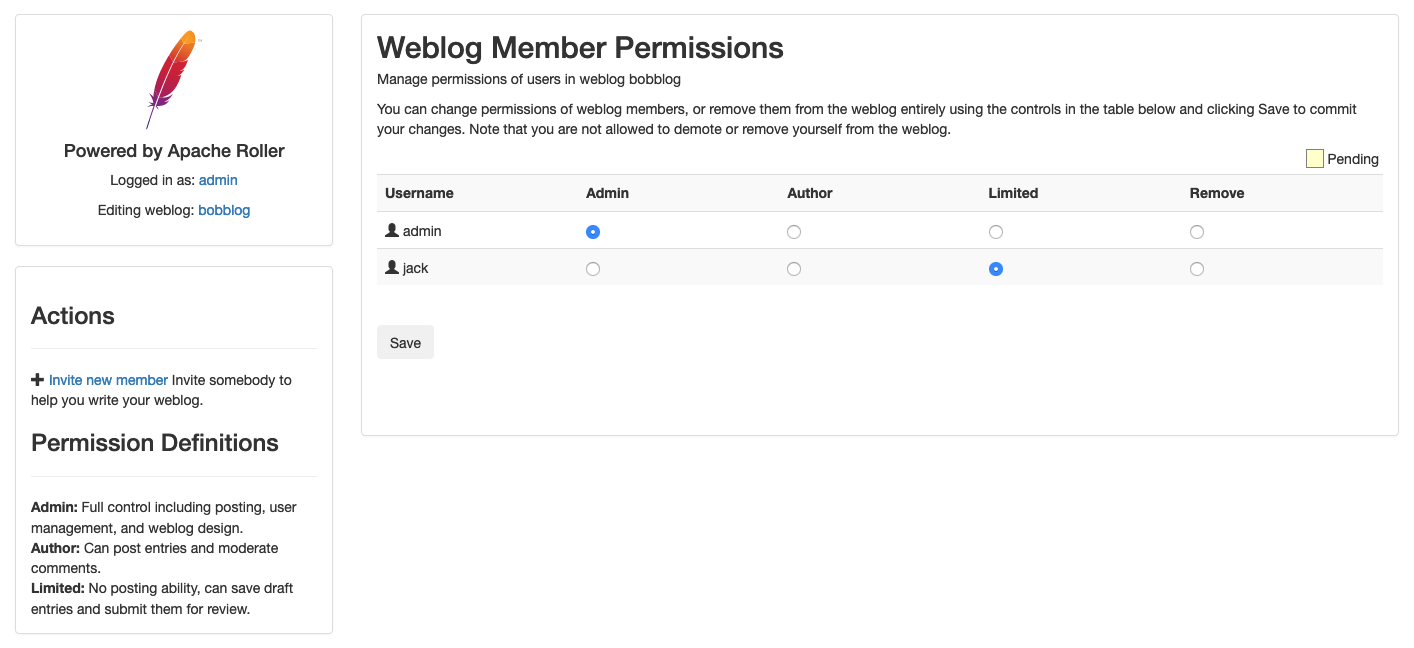 Powered by Apache Roller
Logged in as: admin
Editing weblog: bobblog
Actions
Invite new member Invite somebody to
help you write your weblog.
Permission Definitions
Admin: Full control including posting, user
management, and weblog design.
Author: Can post entries and moderate
comments.
Limited: No posting ability, can save draft
entries and submit them for review.
Weblog Member Permissions
Manage permissions of users in weblog bobblog
You can change permissions of weblog members, or remove them from the weblog entirely using the controls in the table below and clicking Save to commit
your changes. Note that you are not allowed to demote or remove yourself from the weblog.
Pending
Username Admin Author Limited Remove
admin
jack
Save